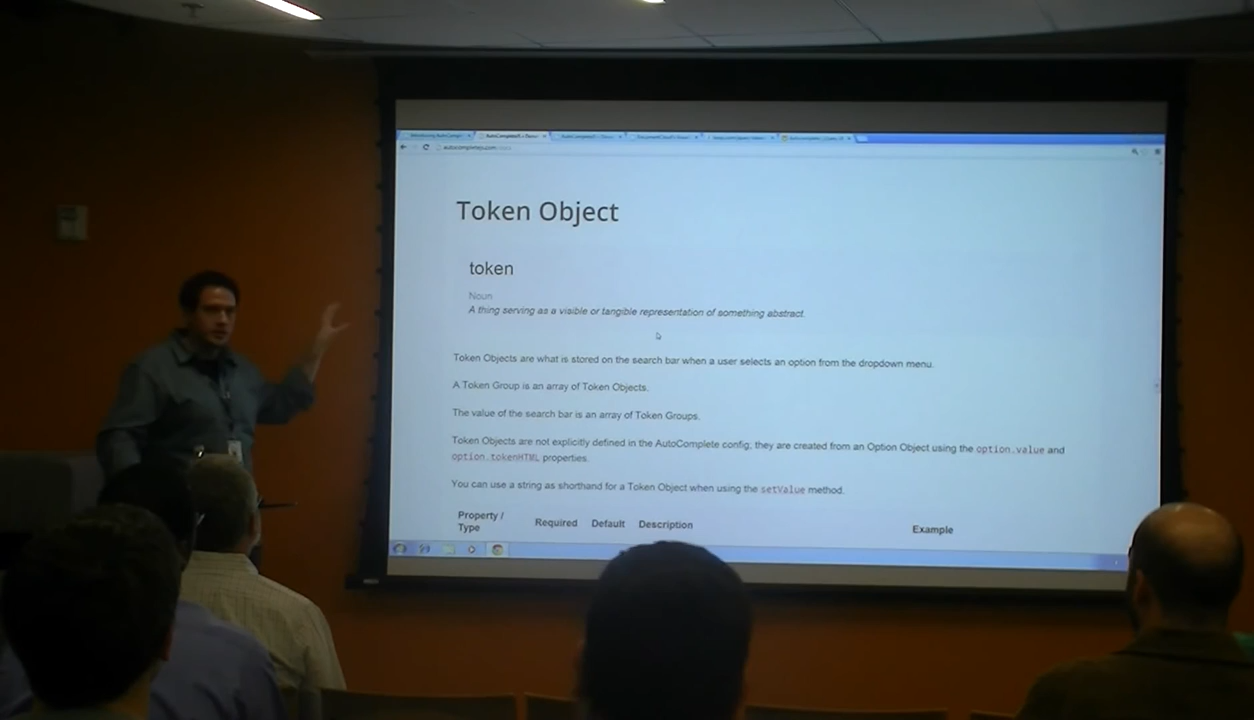 Token Object
token
Noun
A thing serving as a visible or tangible representation of something abstract.
Token Objects are what is stored on the search bar when a user selects an option from the dropdown menu.
A Token Group is an array of Token Objects.
The value of the search bar is an array of Token Groups.
Token Objects are not explicitly defined in the AutoComplete config; they are created from an Option Object using the option.value and
option.tokenHTML properties.
You can use a string as shorthand for a Token Object when using the setValue method.
Property / Required Default Description Example
Type